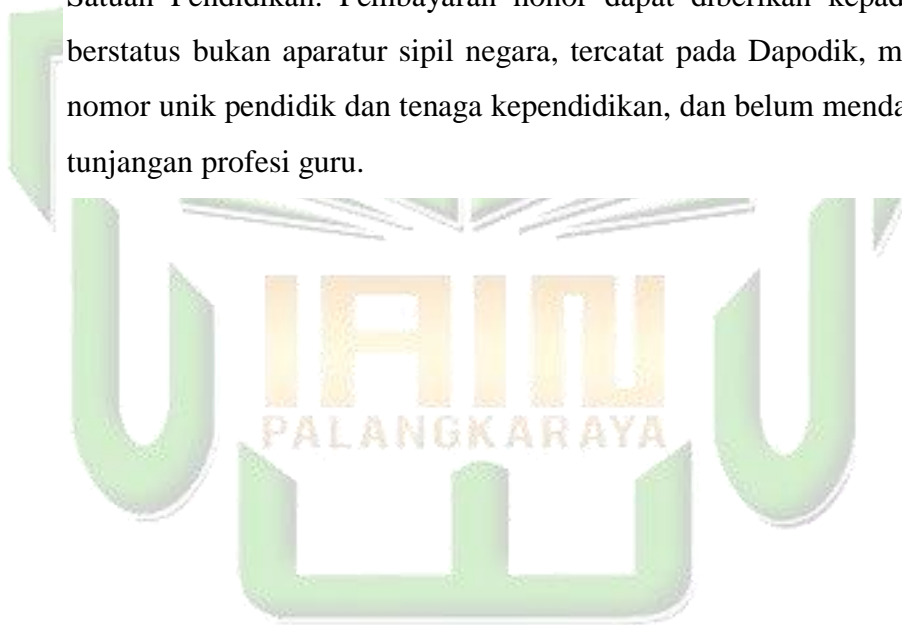 Satuan Pendidikan. Pembayaran honor dapat diberikan kepad
berstatus bukan aparatur sipil negara, tercatat pada Dapodik, m
nomor unik pendidik dan tenaga kependidikan, dan belum menda
tunjangan profesi guru.
IAIN
PALANGKARAYA